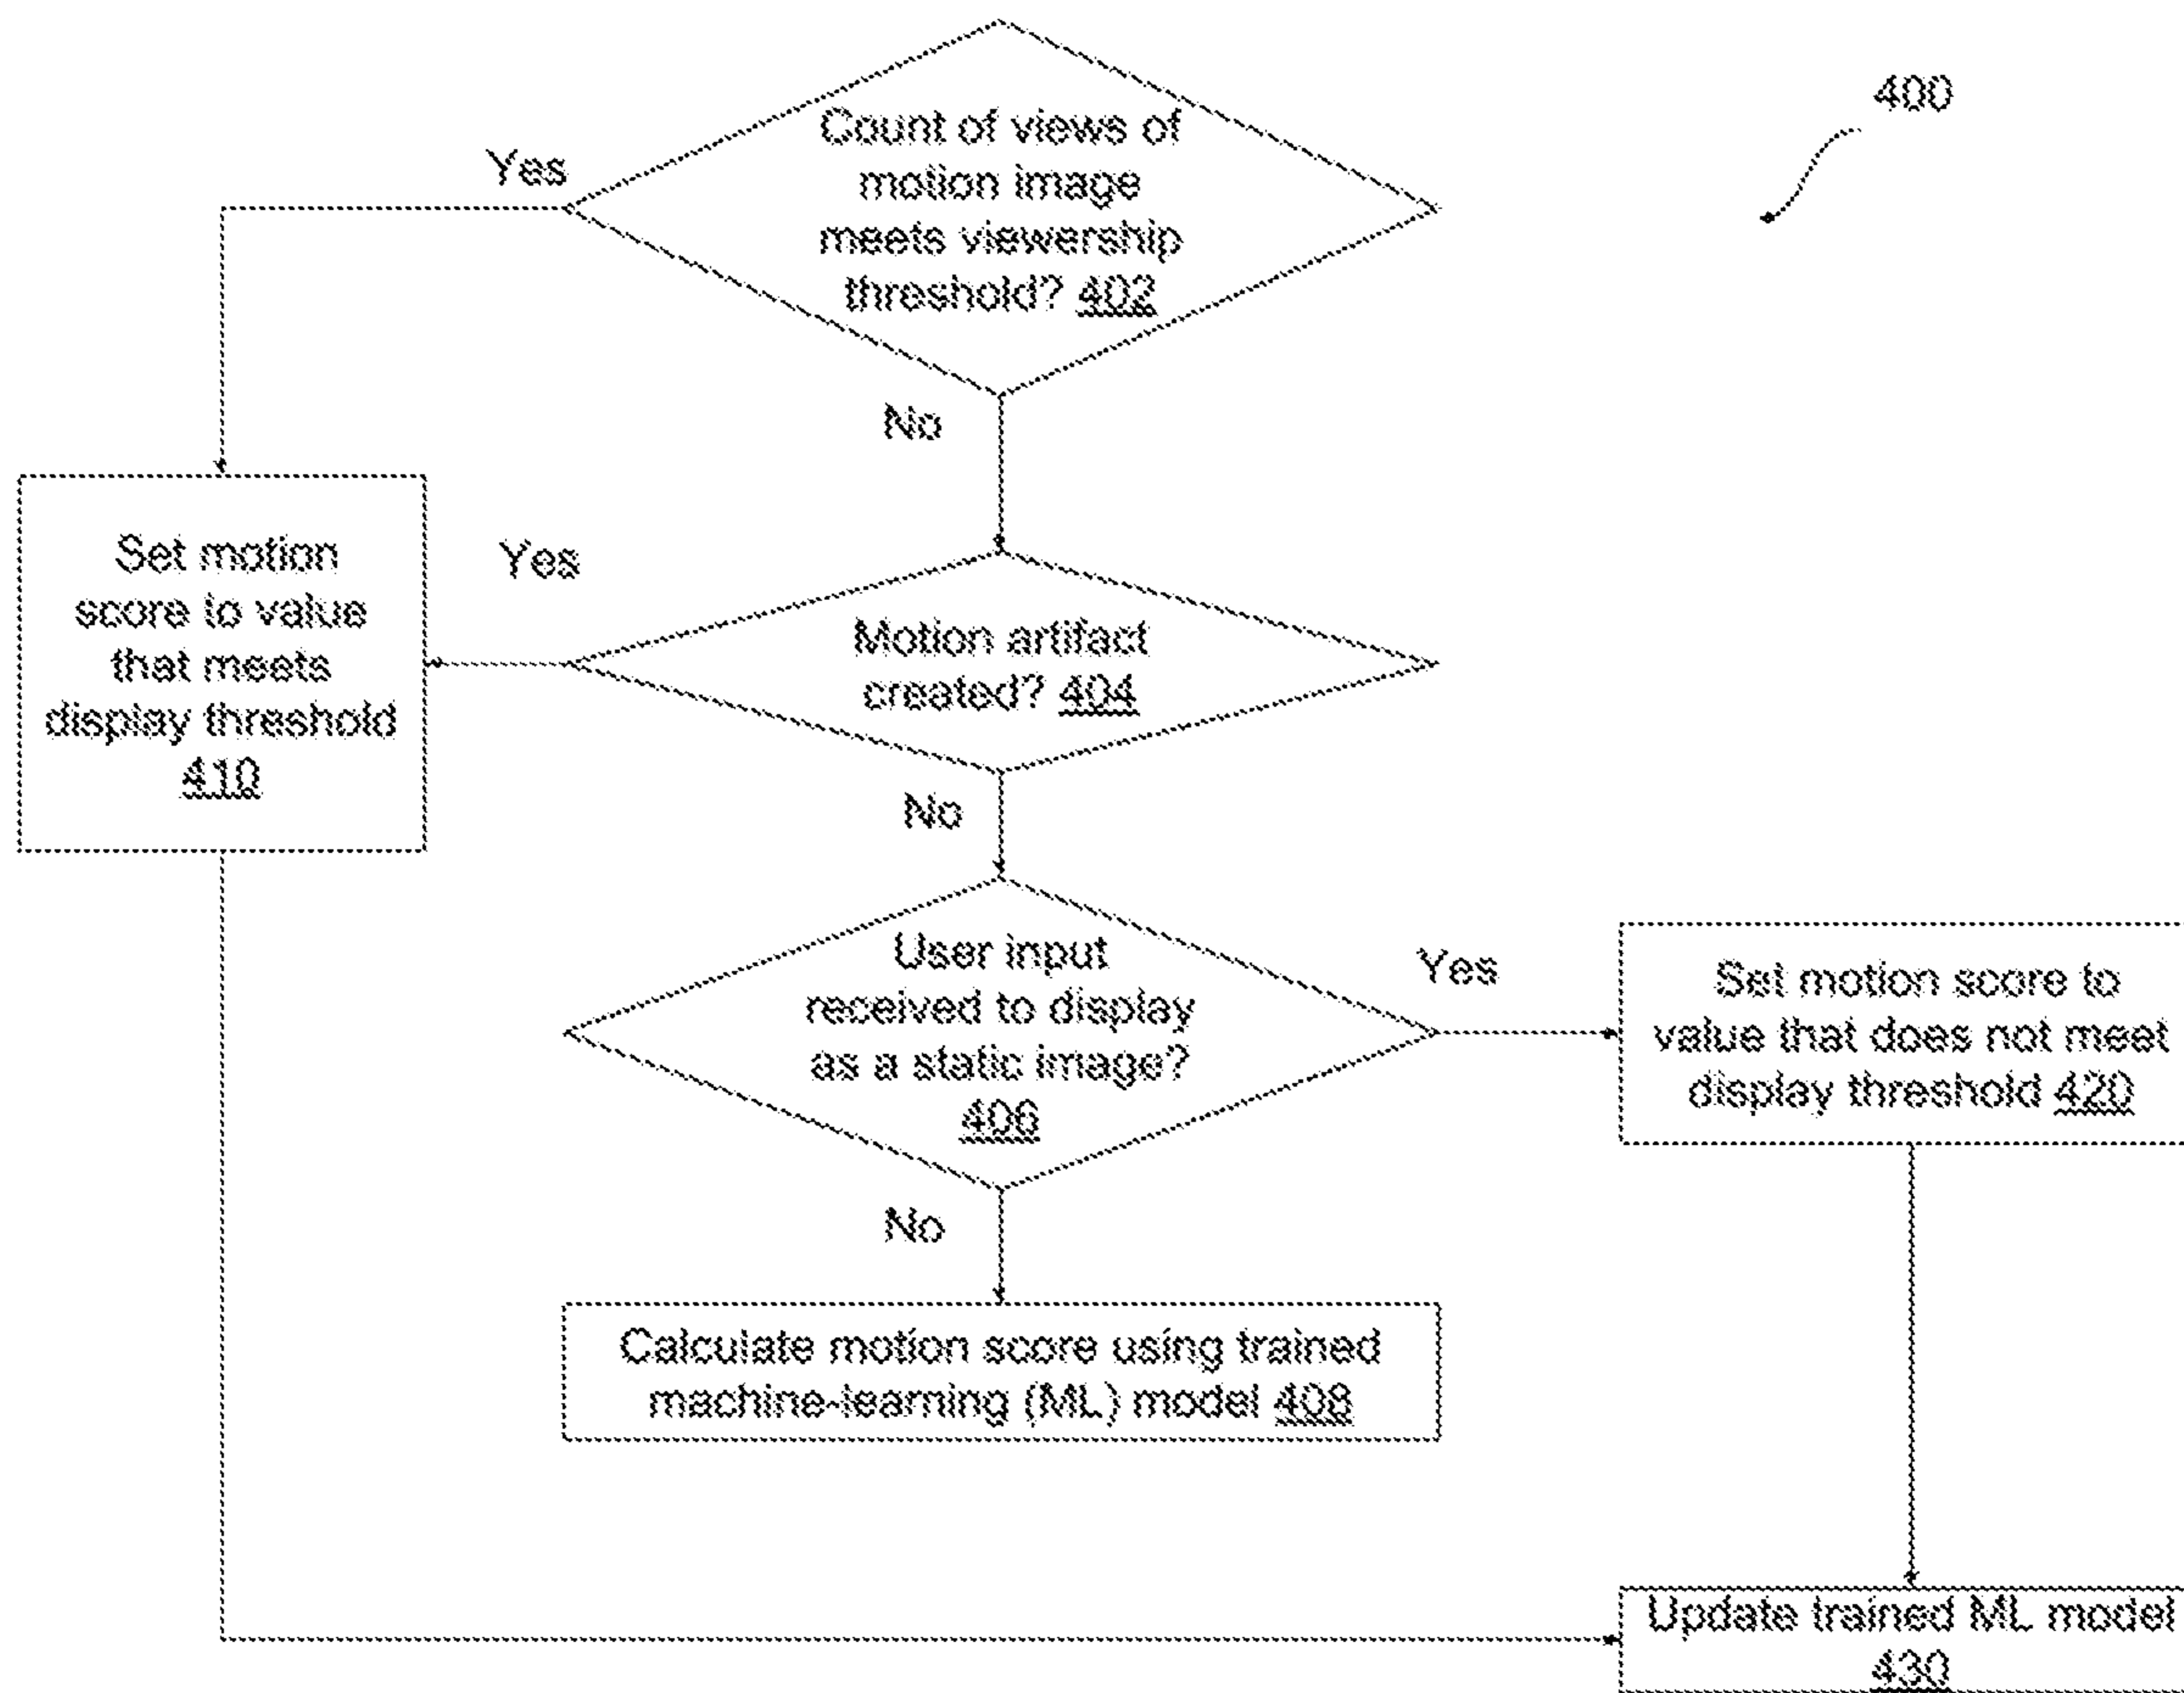 400
Yes
Count of views of
motion image
meets viewership
threshold? 402
No
Set motion
score to value
that meets
display threshold
410
Yes
Motion artifact
created? 404
No
User input
received to display
as a static image?
406
Yes
Set motion score to
value that does not meet
display threshold 420
No
Calculate motion score using trained
machine-learning (ML) model 408
Update trained ML model
430